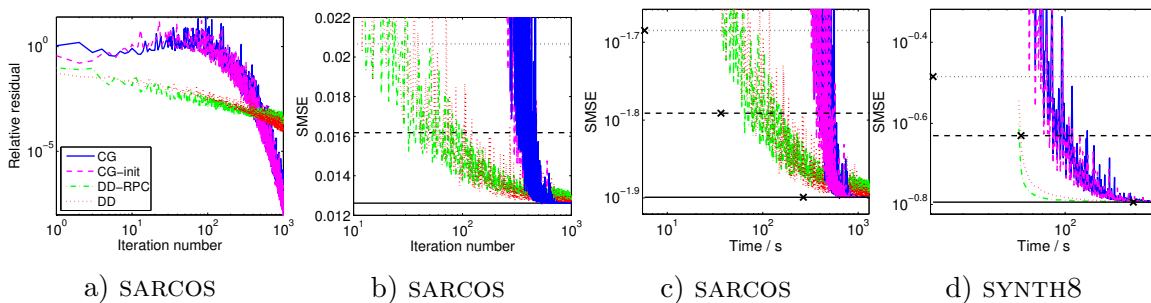 10^0
10^-5
Relative residual
CG
CG-init
DD-RPC
DD
10^0 10^1 10^2 10^3
Iteration number
a) SARCOS
0.022
0.02
0.018
0.016
0.014
0.012
SMSE
10^2 10^3
Iteration number
b) SARCOS
10^-1.7
10^-1.8
10^-1.9
SMSE
10^1 10^2 10^3
Time / s
c) SARCOS
10^-0.4
10^-0.6
10^-0.8
SMSE
10^2
Time / s
d) SYNTH8